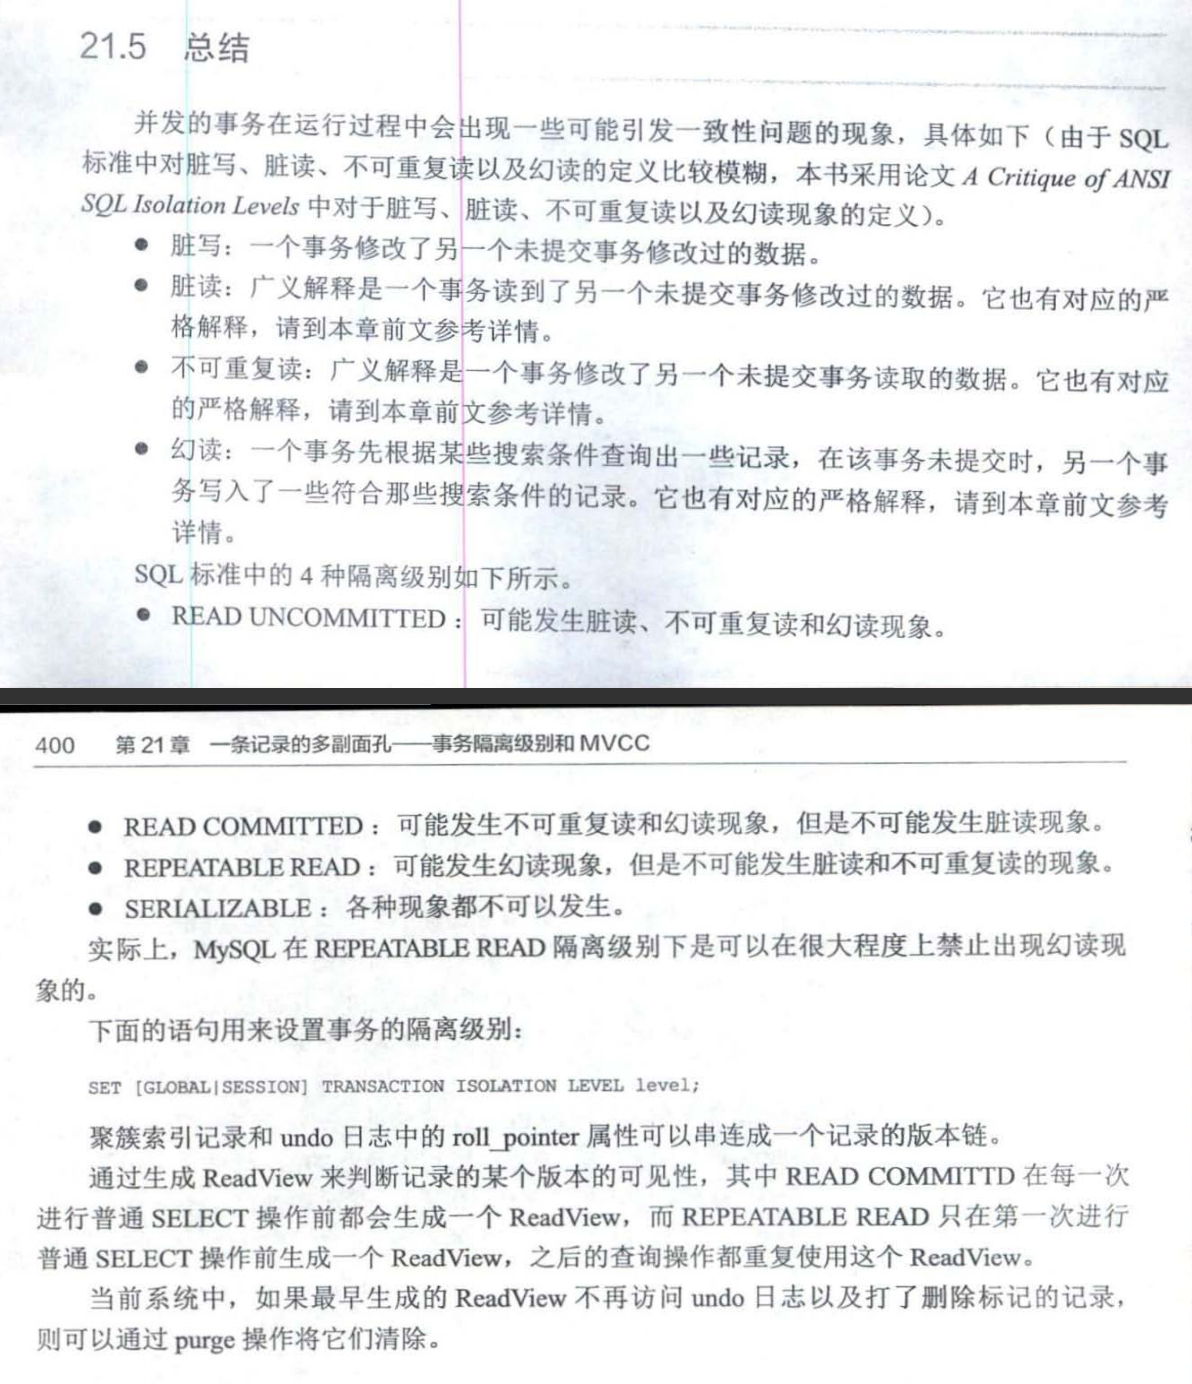 21.5 总结
并发的事务在运行过程中会出现一些可能引发一致性问题的现象，具体如下（由于 SQL
标准中对脏写、脏读、不可重复读以及幻读的定义比较模糊，本书采用论文 A Critique of ANSI
SQL Isolation Levels 中对于脏写、脏读、不可重复读以及幻读现象的定义）。
● 脏写：一个事务修改了另一个未提交事务修改过的数据。
● 脏读：广义解释是一个事务读到了另一个未提交事务修改过的数据。它也有对应的严
格解释，请到本章前文参考详情。
● 不可重复读：广义解释是一个事务修改了另一个未提交事务读取的数据。它也有对应
的严格解释，请到本章前文参考详情。
● 幻读：一个事务先根据某些搜索条件查询出一些记录，在该事务未提交时，另一个事
务写入了一些符合那些搜索条件的记录。它也有对应的严格解释，请到本章前文参考
详情。
SQL 标准中的 4 种隔离级别如下所示。
● READ UNCOMMITTED：可能发生脏读、不可重复读和幻读现象。
400 第 21 章 一条记录的多副面孔——事务隔离级别和 MVCC
● READ COMMITTED：可能发生不可重复读和幻读现象，但是不可能发生脏读现象。
● REPEATABLE READ：可能发生幻读现象，但是不可能发生脏读和不可重复读的现象。
● SERIALIZABLE：各种现象都不可以发生。
实际上，MySQL 在 REPEATABLE READ 隔离级别下是可以在很大程度上禁止出现幻读现
象的。
下面的语句用来设置事务的隔离级别：
SET [GLOBAL|SESSION] TRANSACTION ISOLATION LEVEL level;
聚簇索引记录和 undo 日志中的 roll_pointer 属性可以串连成一个记录的版本链。
通过生成 ReadView 来判断记录的某个版本的可见性，其中 READ COMMITTD 在每一次
进行普通 SELECT 操作前都会生成一个 ReadView，而 REPEATABLE READ 只在第一次进行
普通 SELECT 操作前生成一个 ReadView，之后的查询操作都重复使用这个 ReadView。
当前系统中，如果最早生成的 ReadView 不再访问 undo 日志以及打了删除标记的记录，
则可以通过 purge 操作将它们清除。